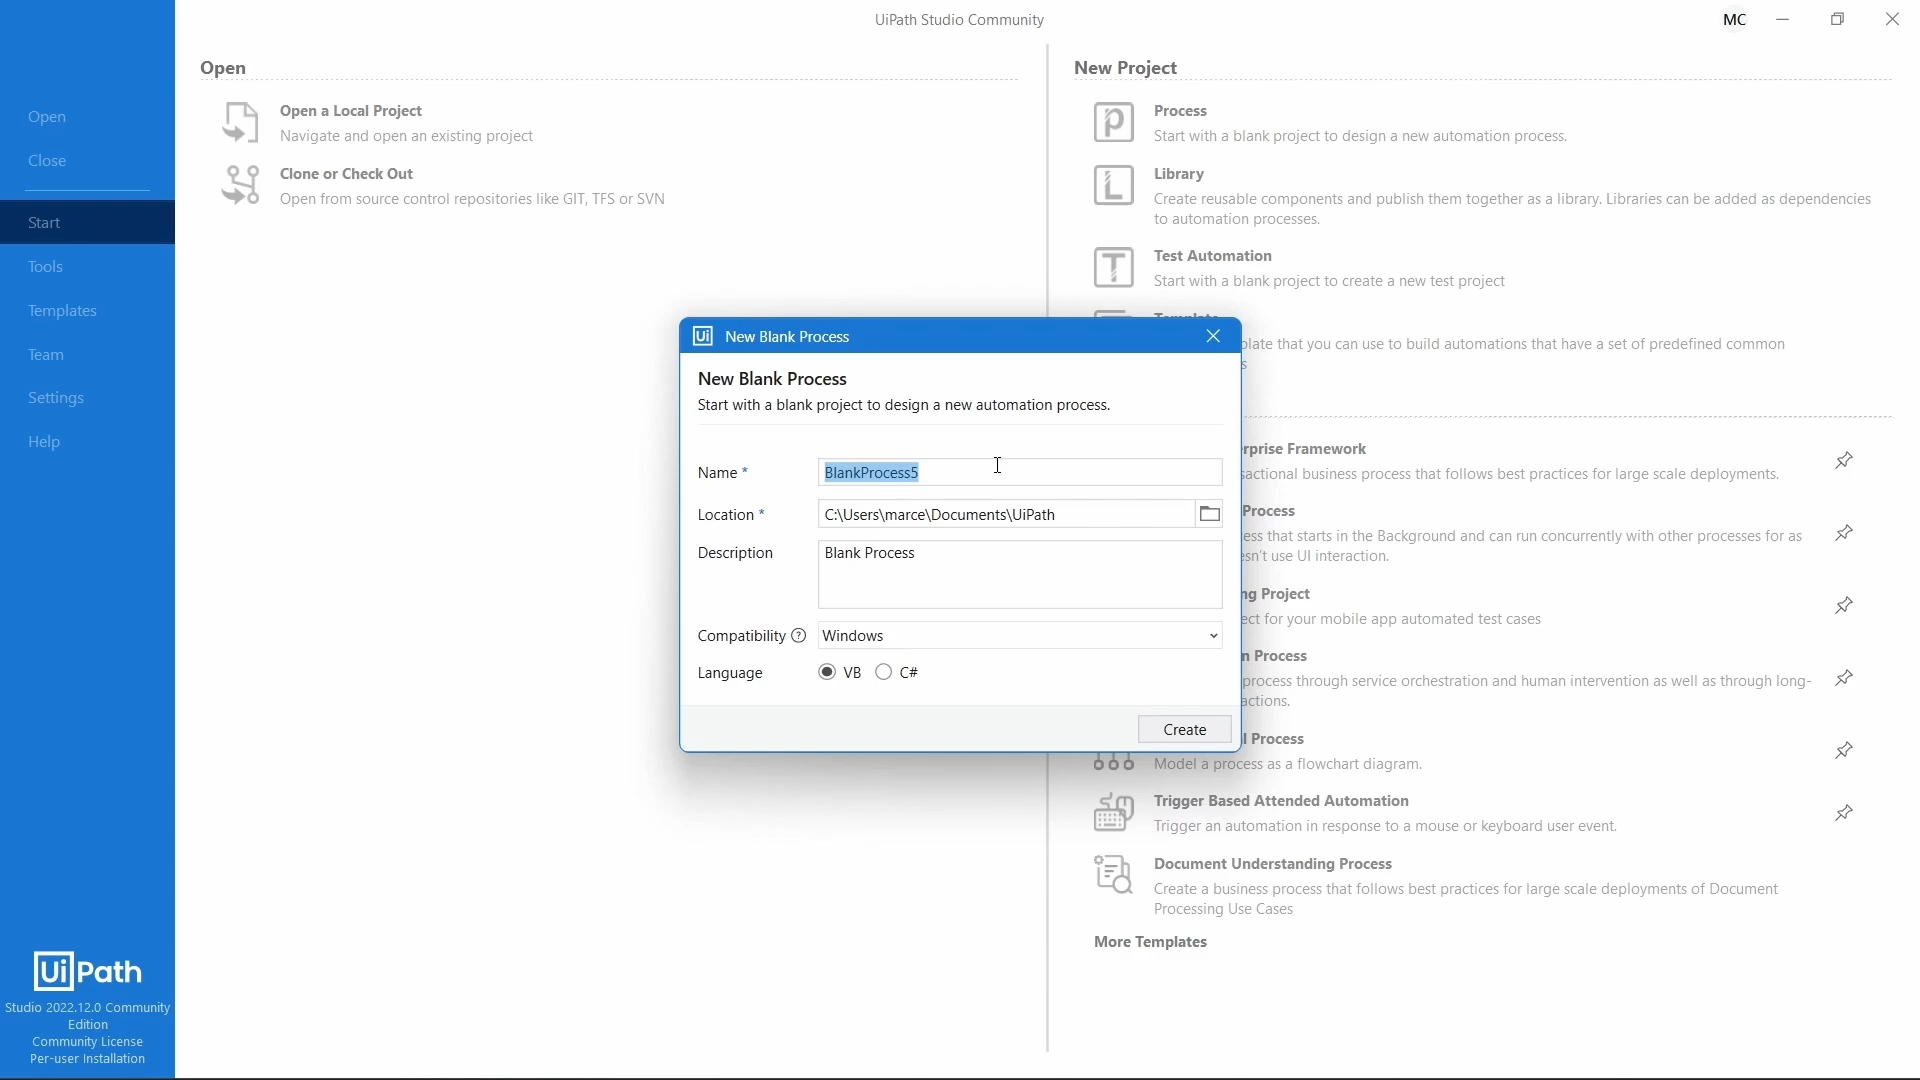 UiPath Studio Community
MC
Open
Close
Start
Tools
Templates
Team
Settings
Help
UiPath
Studio 2022.12.0 Community
Edition
Community License
Per-user Installation
Open
Open a Local Project
Navigate and open an existing project
Clone or Check Out
Open from source control repositories like GIT, TFS or SVN
New Project
Process
Start with a blank project to design a new automation process.
Library
Create reusable components and publish them together as a library. Libraries can be added as dependencies
to automation processes.
Test Automation
Start with a blank project to create a new test project
Template
plate that you can use to build automations that have a set of predefined common
s
Ui New Blank Process
New Blank Process
Start with a blank project to design a new automation process.
Name * BlankProcess5
Location * C:\Users\marce\Documents\UiPath
Description Blank Process
Compatibility ? Windows
Language VB C#
Create
erprise Framework
sactional business process that follows best practices for large scale deployments.
Process
ess that starts in the Background and can run concurrently with other processes for as
esn't use UI interaction.
ng Project
ect for your mobile app automated test cases
n Process
process through service orchestration and human intervention as well as through long-
actions.
l Process
Model a process as a flowchart diagram.
Trigger Based Attended Automation
Trigger an automation in response to a mouse or keyboard user event.
Document Understanding Process
Create a business process that follows best practices for large scale deployments of Document
Processing Use Cases
More Templates